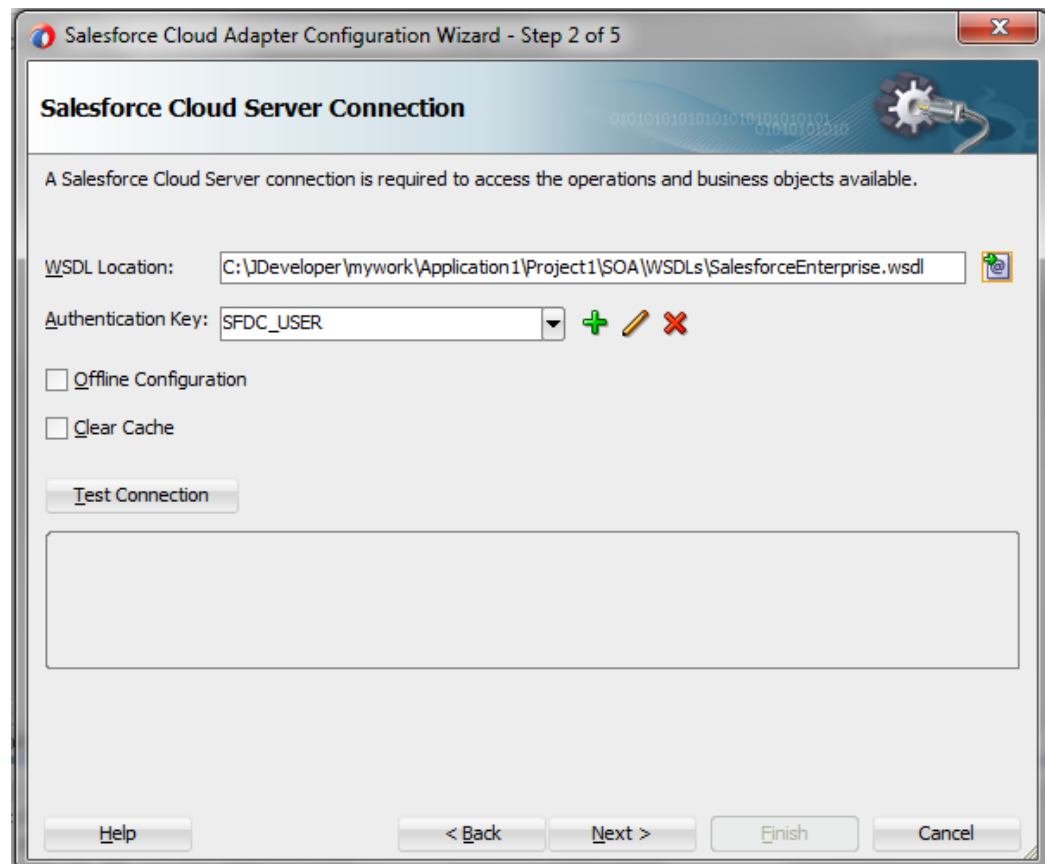 Salesforce Cloud Adapter Configuration Wizard - Step 2 of 5
Salesforce Cloud Server Connection
010101010101010101010101
01010101010
A Salesforce Cloud Server connection is required to access the operations and business objects available.
WSDL Location: C:\JDeveloper\mywork\Application1\Project1\SOA\WSDLs\SalesforceEnterprise.wsdl
Authentication Key: SFDC_USER
Offline Configuration
Clear Cache
Test Connection
Help < Back Next > Finish Cancel